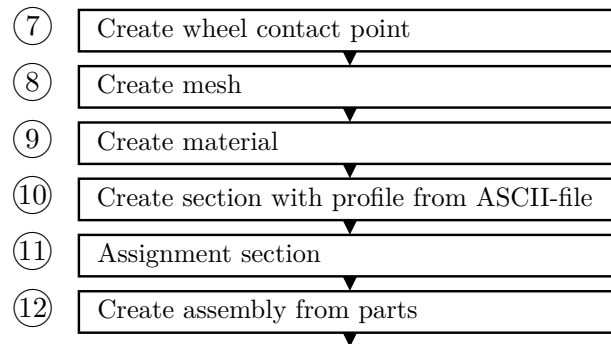 7 Create wheel contact point
8 Create mesh
9 Create material
10 Create section with profile from ASCII-file
11 Assignment section
12 Create assembly from parts